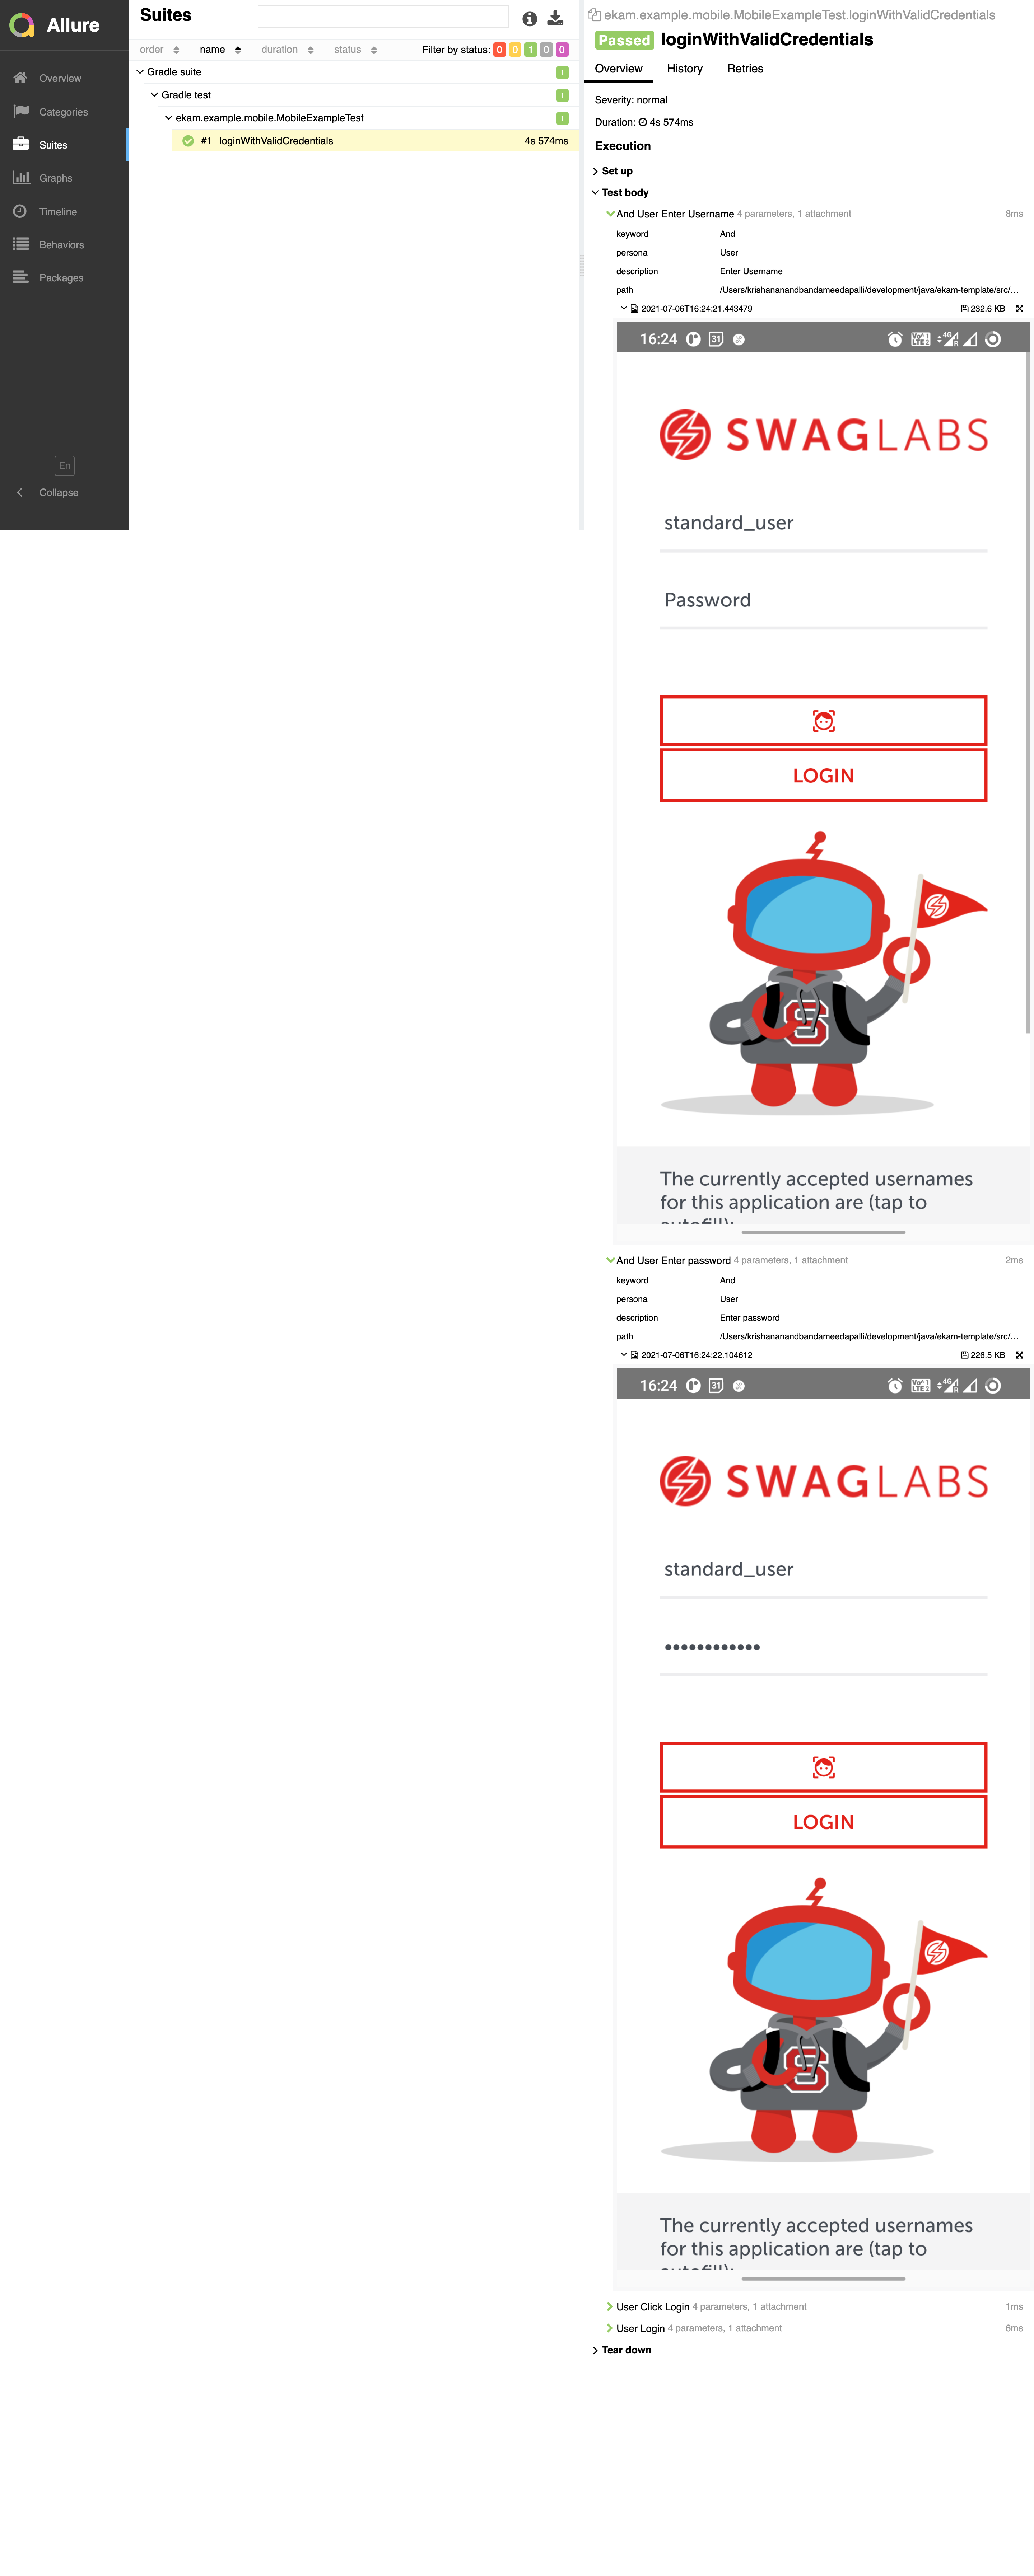 Allure
Overview
Categories
Suites
Graphs
Timeline
Behaviors
Packages
En
Collapse
Suites
order name duration status Filter by status: 0 0 1 0 0
Gradle suite 1
Gradle test 1
ekam.example.mobile.MobileExampleTest 1
#1 loginWithValidCredentials 4s 574ms
ekam.example.mobile.MobileExampleTest.loginWithValidCredentials
Passed loginWithValidCredentials
Overview History Retries
Severity: normal
Duration: 4s 574ms
Execution
Set up
Test body
And User Enter Username 4 parameters, 1 attachment 8ms
keyword And
persona User
description Enter Username
path /Users/krishananandbandameedapalli/development/java/ekam-template/src/...
2021-07-06T16:24:21.443479 232.6 KB
16:24 31 4G R
SWAGLABS
standard_user
Password
LOGIN
S
The currently accepted usernames
for this application are (tap to
autofill):
And User Enter password 4 parameters, 1 attachment 2ms
keyword And
persona User
description Enter password
path /Users/krishananandbandameedapalli/development/java/ekam-template/src/...
2021-07-06T16:24:22.104612 226.5 KB
16:24 31 4G R
SWAGLABS
standard_user
••••••••••••
LOGIN
S
The currently accepted usernames
for this application are (tap to
autofill):
User Click Login 4 parameters, 1 attachment 1ms
User Login 4 parameters, 1 attachment 6ms
Tear down